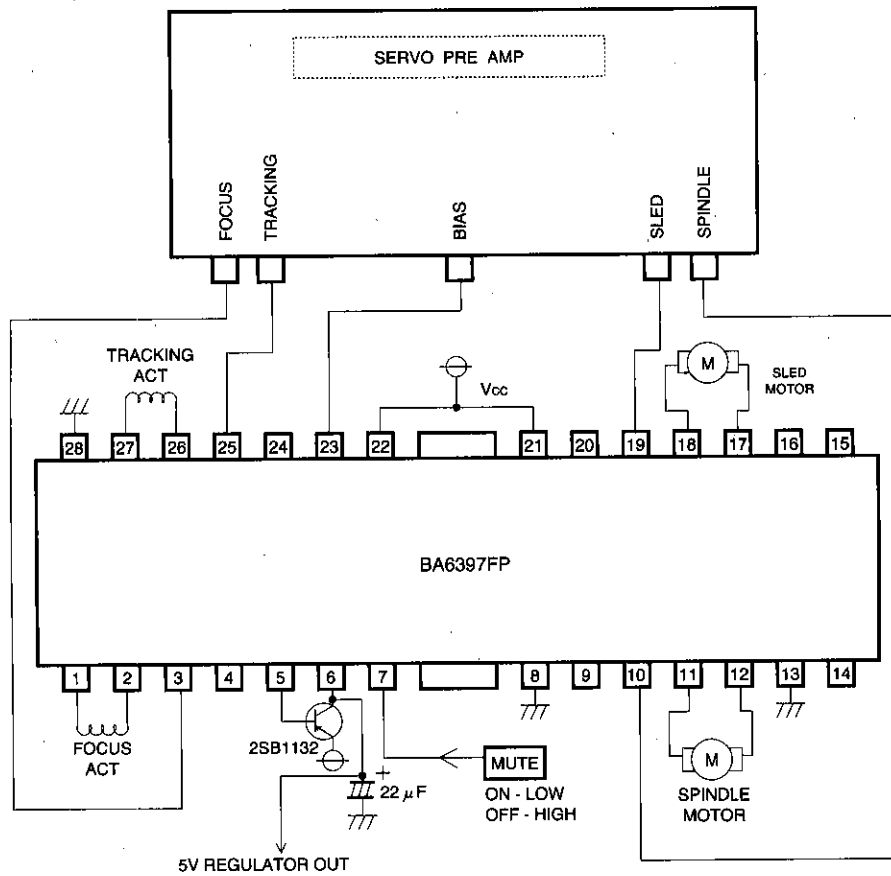 SERVO PRE AMP
FOCUS
TRACKING
BIAS
SLED
SPINDLE
TRACKING
ACT
Vcc
M
SLED
MOTOR
28 27 26 25 24 23 22 21 20 19 18 17 16 15
BA6397FP
1 2 3 4 5 6 7 8 9 10 11 12 13 14
FOCUS
ACT
2SB1132
+
22 μF
MUTE
ON - LOW
OFF - HIGH
M
SPINDLE
MOTOR
5V REGULATOR OUT